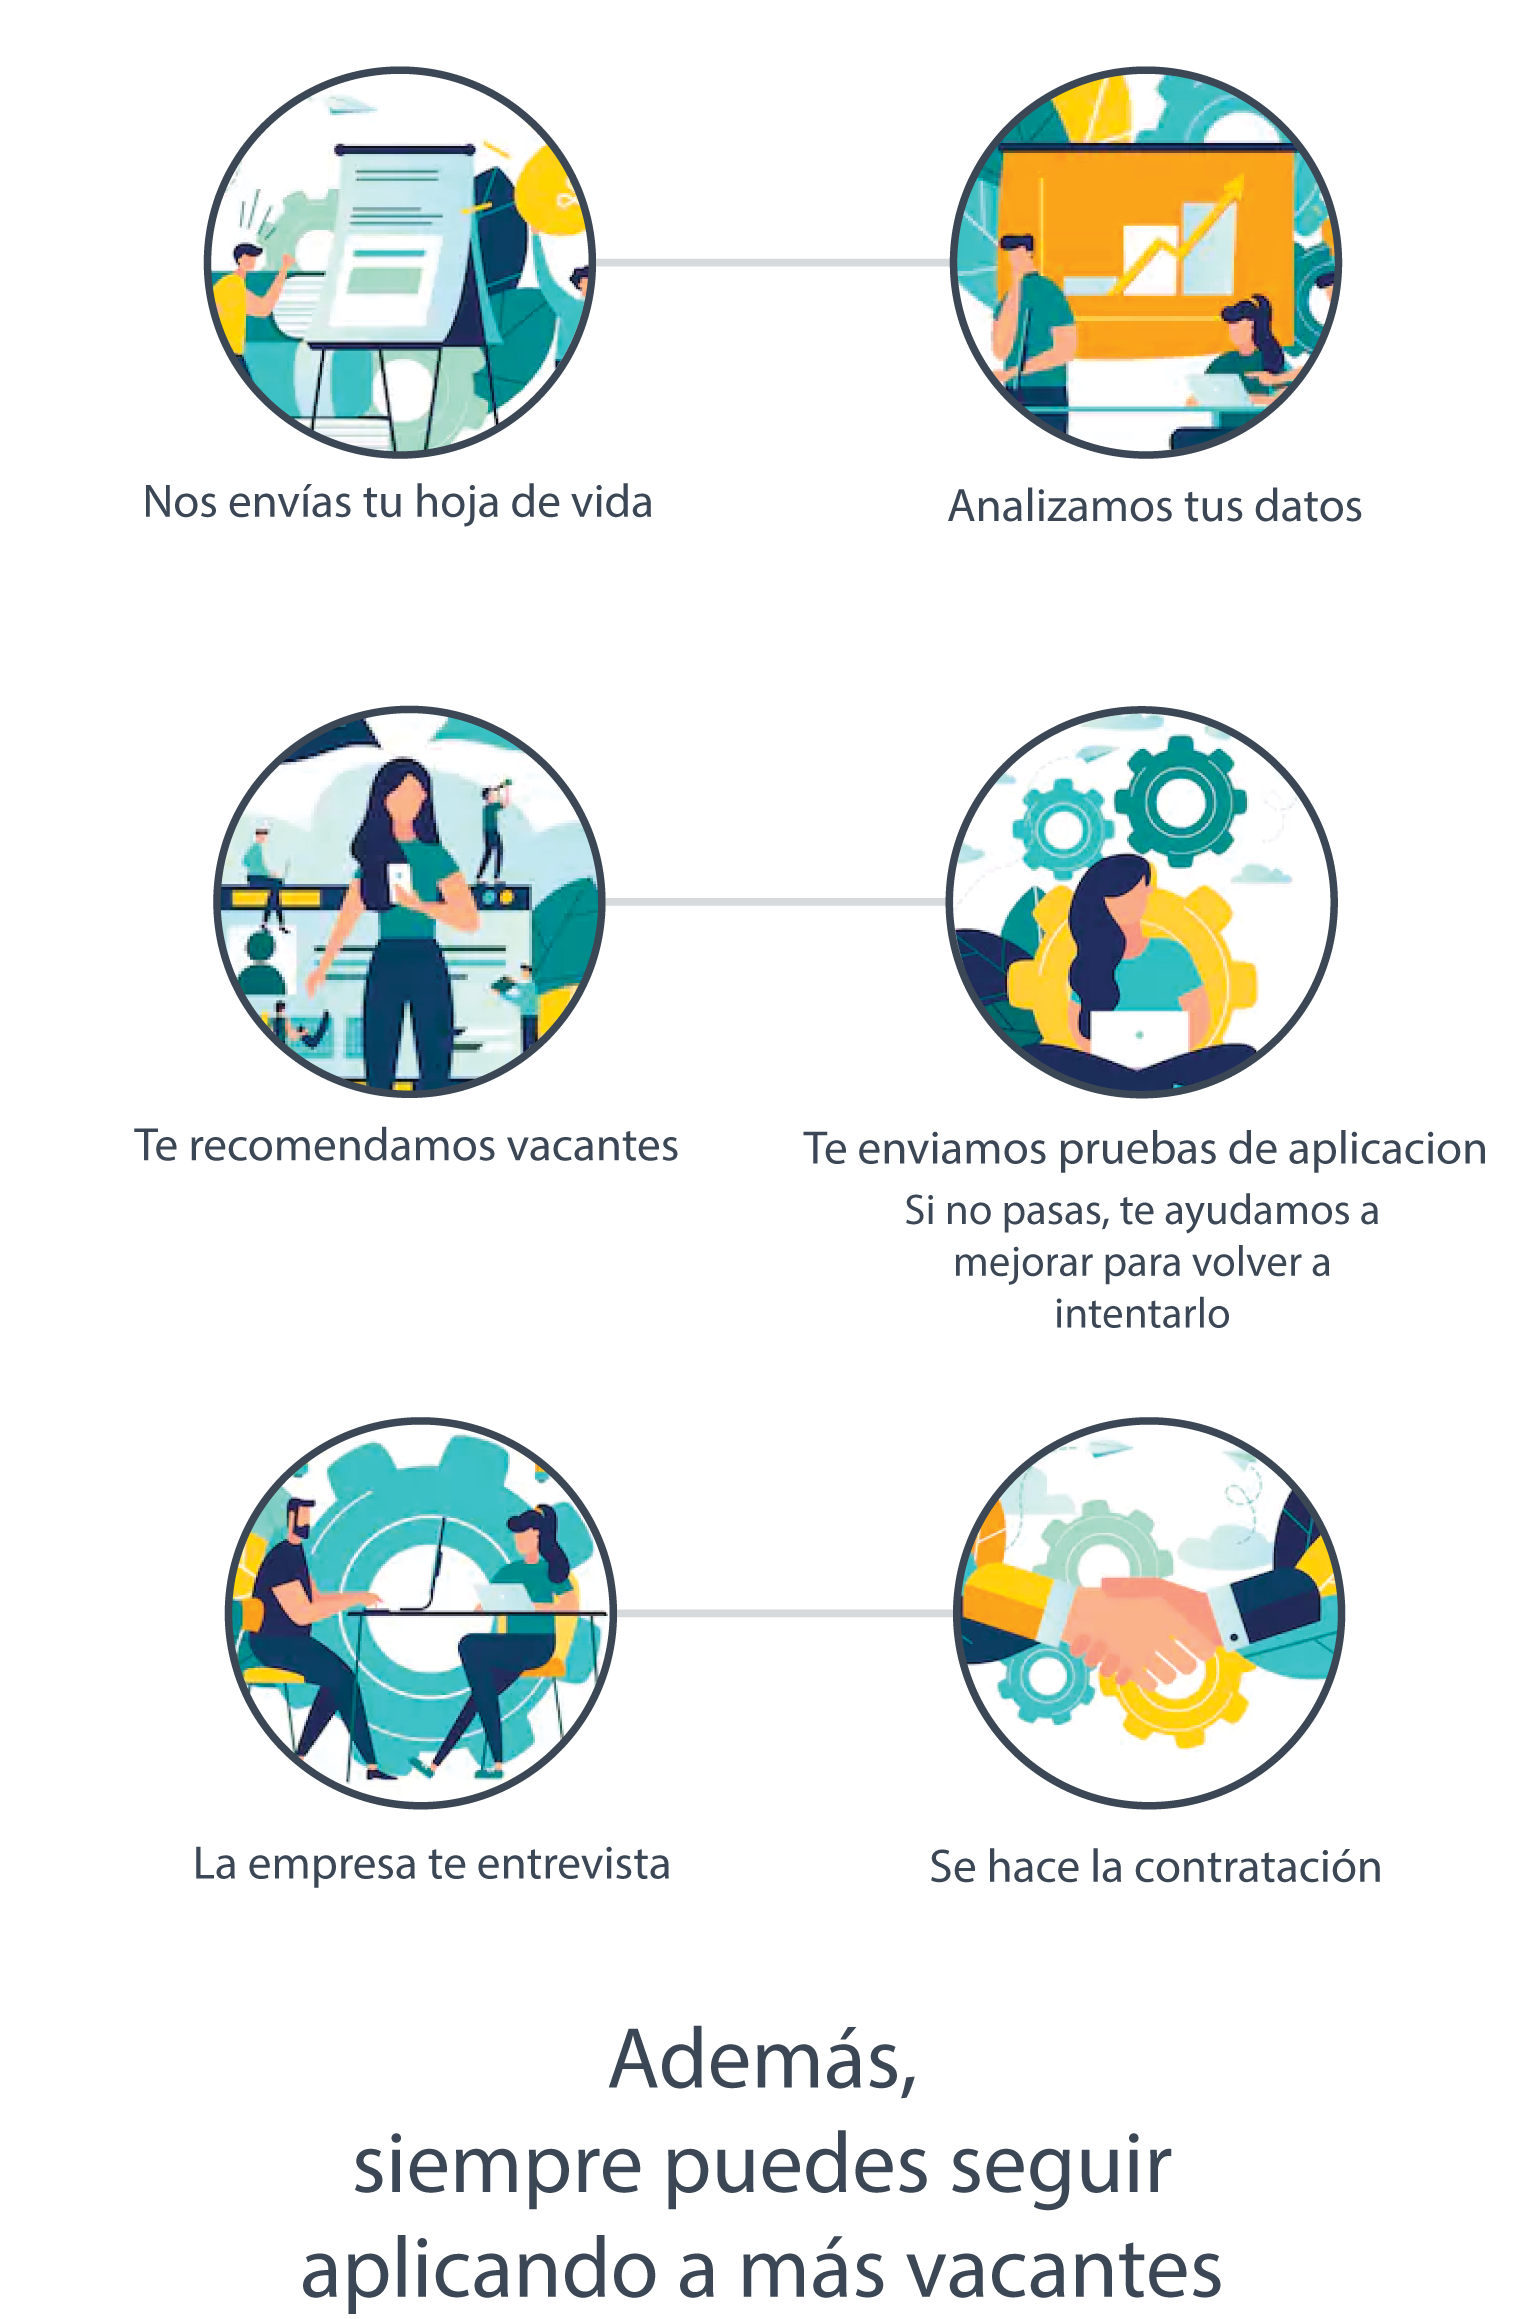 Nos envías tu hoja de vida
Analizamos tus datos
Te recomendamos vacantes
Te enviamos pruebas de aplicacion
Si no pasas, te ayudamos a
mejorar para volver a
intentarlo
La empresa te entrevista
Se hace la contratación
Además,
siempre puedes seguir
aplicando a más vacantes